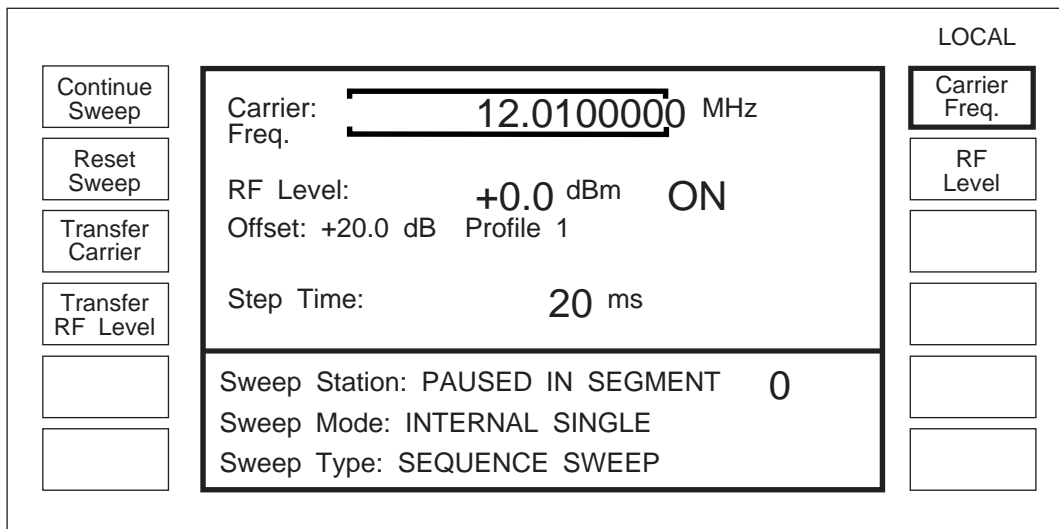 LOCAL
Continue
Sweep
Reset
Sweep
Transfer
Carrier
Transfer
RF Level
Carrier: 12.0100000 MHz
Freq.
RF Level: +0.0 dBm ON
Offset: +20.0 dB Profile 1
Step Time: 20 ms
Sweep Station: PAUSED IN SEGMENT 0
Sweep Mode: INTERNAL SINGLE
Sweep Type: SEQUENCE SWEEP
Carrier
Freq.
RF
Level